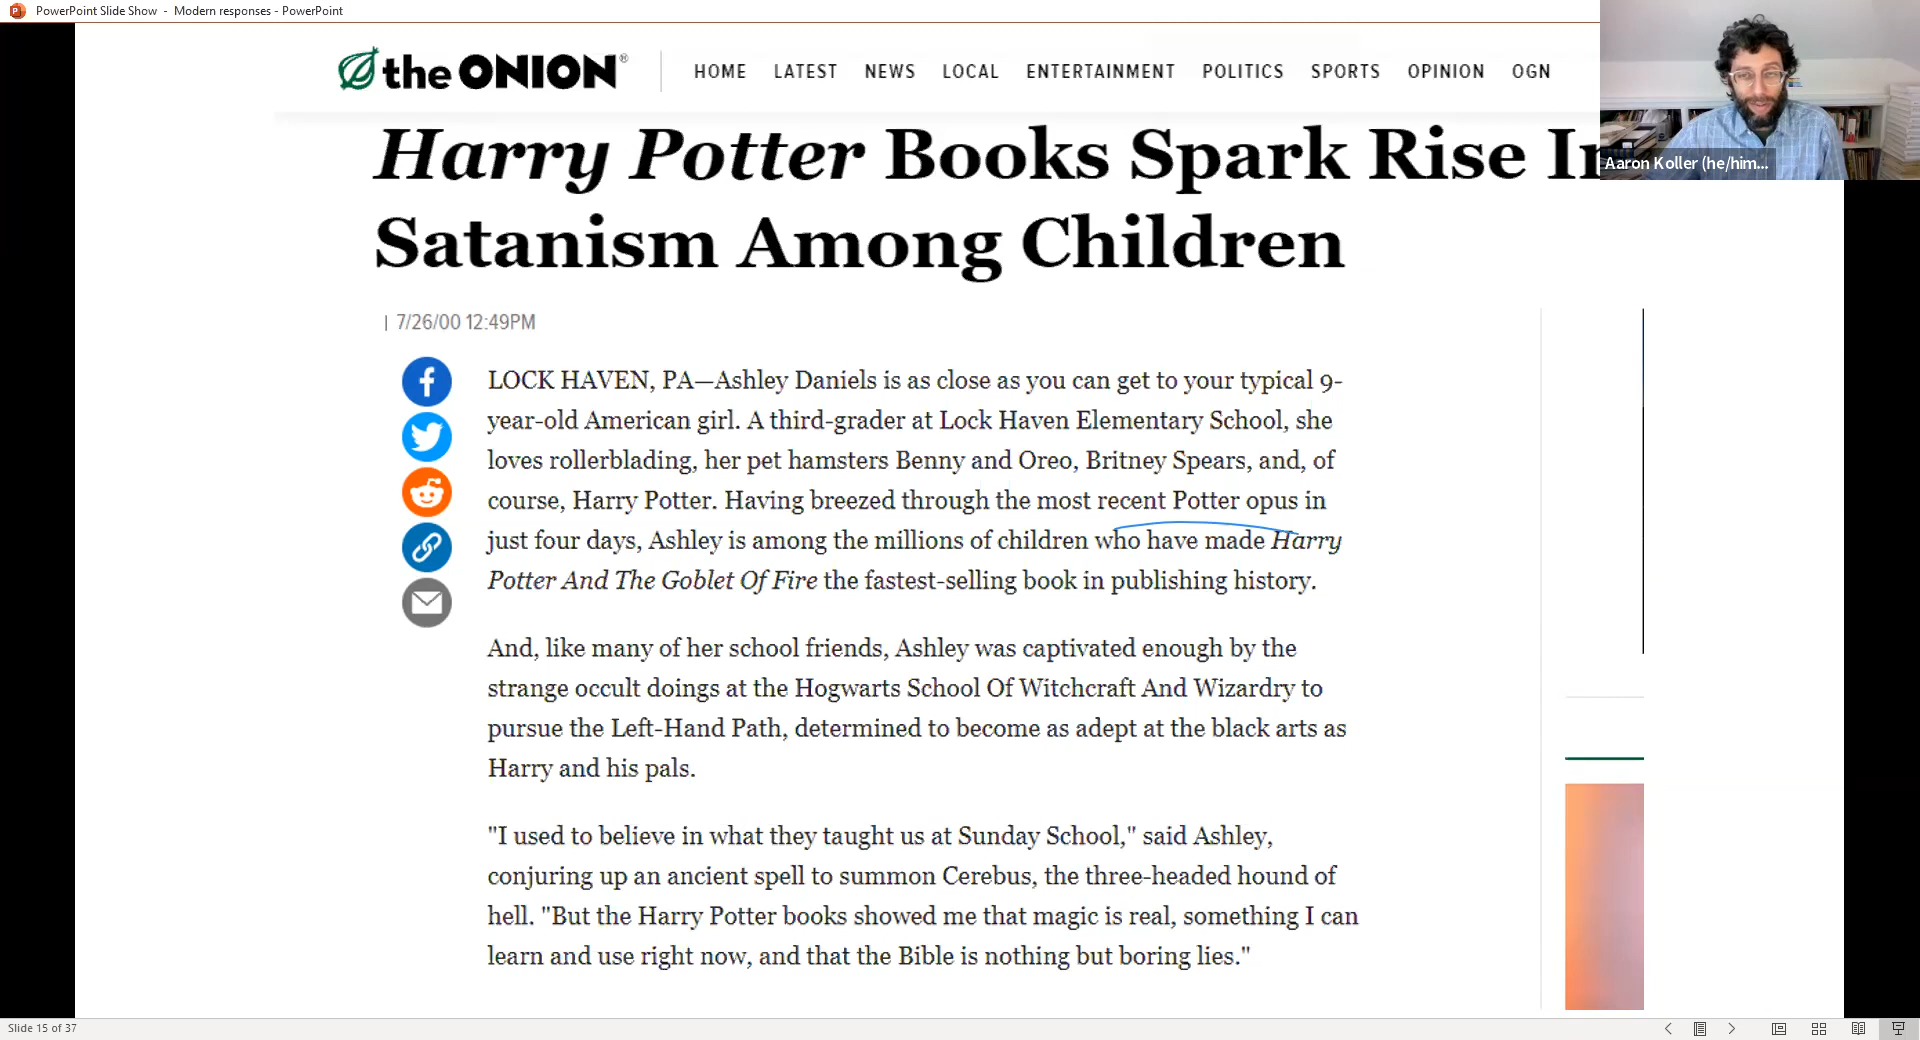 PowerPoint Slide Show - Modern responses - PowerPoint
the ONION®
HOME LATEST NEWS LOCAL ENTERTAINMENT POLITICS SPORTS OPINION OGN
Aaron Koller (he/him...
Harry Potter Books Spark Rise In
Satanism Among Children
| 7/26/00 12:49PM
LOCK HAVEN, PA—Ashley Daniels is as close as you can get to your typical 9-
year-old American girl. A third-grader at Lock Haven Elementary School, she
loves rollerblading, her pet hamsters Benny and Oreo, Britney Spears, and, of
course, Harry Potter. Having breezed through the most recent Potter opus in
just four days, Ashley is among the millions of children who have made Harry
Potter And The Goblet Of Fire the fastest-selling book in publishing history.
And, like many of her school friends, Ashley was captivated enough by the
strange occult doings at the Hogwarts School Of Witchcraft And Wizardry to
pursue the Left-Hand Path, determined to become as adept at the black arts as
Harry and his pals.
"I used to believe in what they taught us at Sunday School," said Ashley,
conjuring up an ancient spell to summon Cerebus, the three-headed hound of
hell. "But the Harry Potter books showed me that magic is real, something I can
learn and use right now, and that the Bible is nothing but boring lies."
Slide 15 of 37